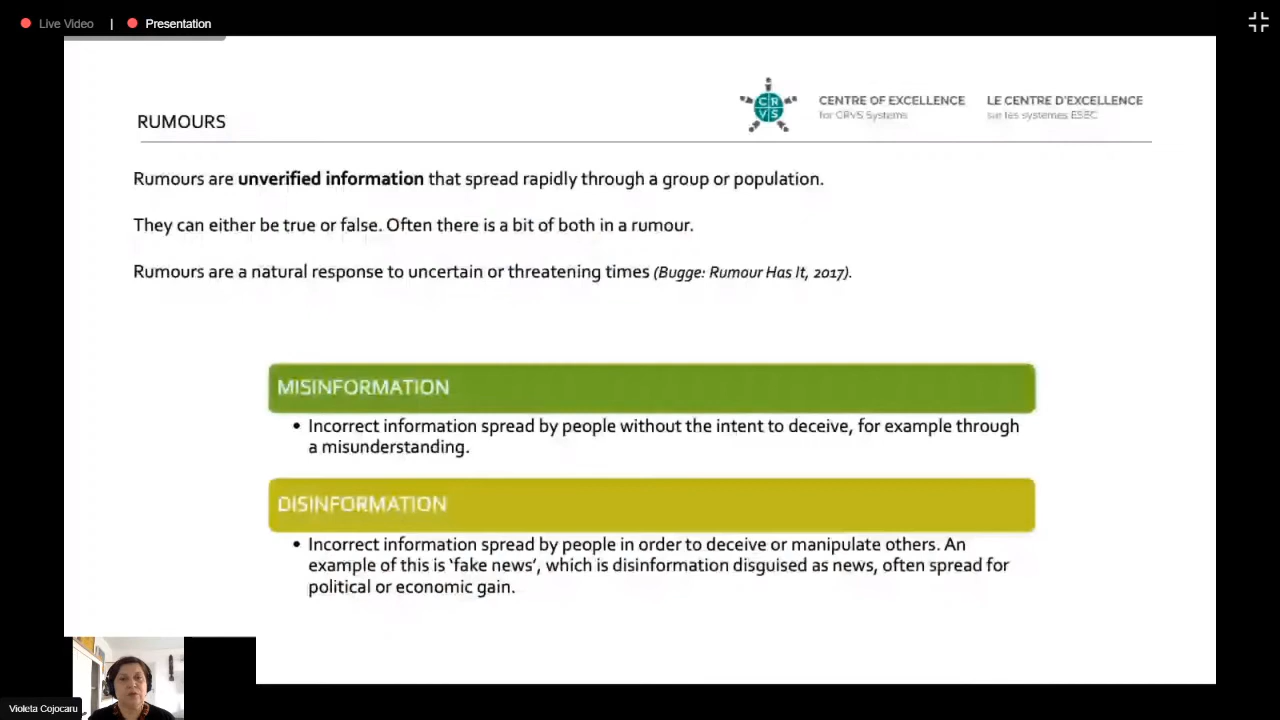 Live Video | Presentation
CRVS
CENTRE OF EXCELLENCE
for CRVS Systems
LE CENTRE D'EXCELLENCE
sur les systèmes ESEC
RUMOURS
Rumours are unverified information that spread rapidly through a group or population.
They can either be true or false. Often there is a bit of both in a rumour.
Rumours are a natural response to uncertain or threatening times (Bugge: Rumour Has It, 2017).
MISINFORMATION
• Incorrect information spread by people without the intent to deceive, for example through
a misunderstanding.
DISINFORMATION
• Incorrect information spread by people in order to deceive or manipulate others. An
example of this is ‘fake news’, which is disinformation disguised as news, often spread for
political or economic gain.
Violeta Cojocaru